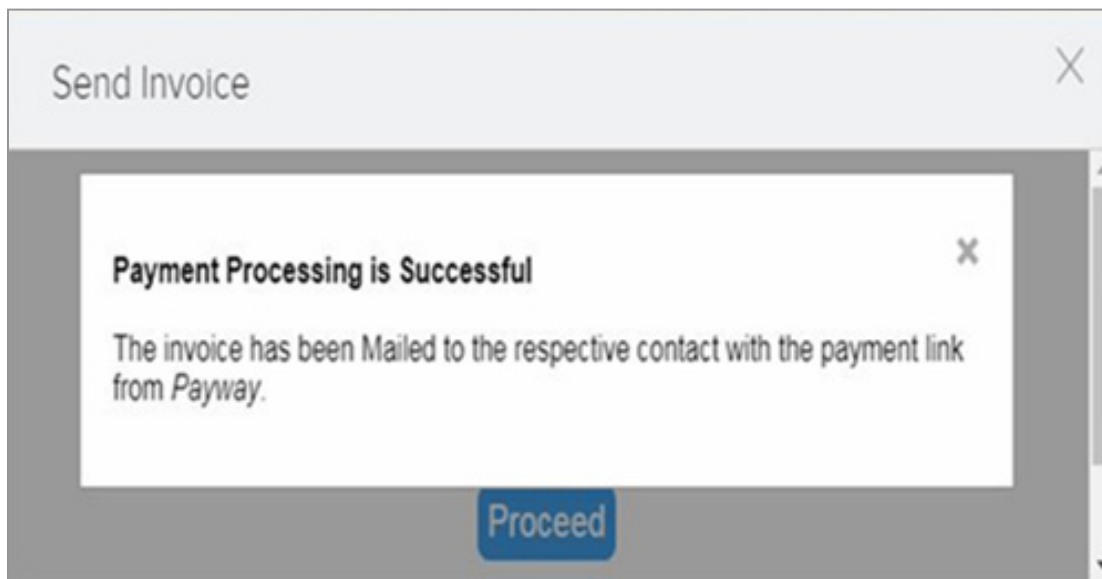 Send Invoice
X
Payment Processing is Successful
The invoice has been Mailed to the respective contact with the payment link
from Payway.
Proceed